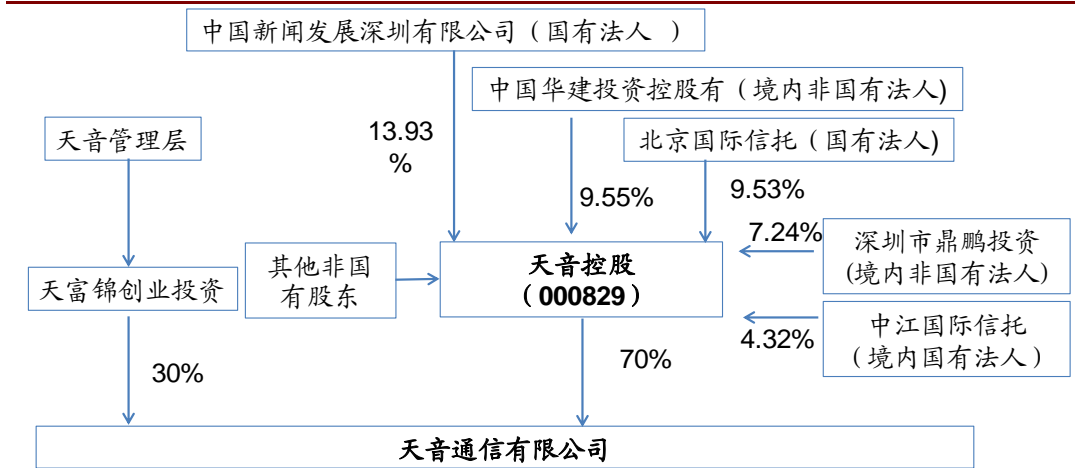 中国新闻发展深圳有限公司（国有法人 ）
中国华建投资控股有（境内非国有法人)
13.93
%
天音管理层
北京国际信托（国有法人)
9.55%
9.53%
7.24%
深圳市鼎鹏投资
(境内非国有法人)
其他非国
有股东
天音控股
（000829）
天富锦创业投资
4.32%
中江国际信托
（境内国有法人）
30%
70%
天音通信有限公司